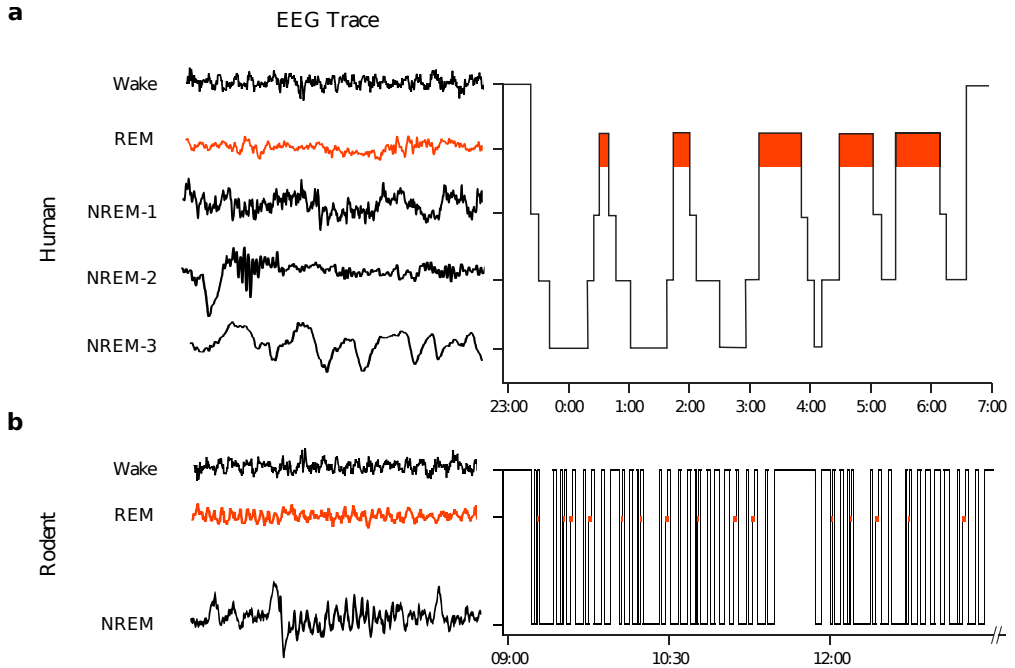 a
EEG Trace
Wake
REM
NREM-1
NREM-2
NREM-3
Human
23:00 0:00 1:00 2:00 3:00 4:00 5:00 6:00 7:00
b
Wake
REM
NREM
Rodent
09:00 10:30 12:00